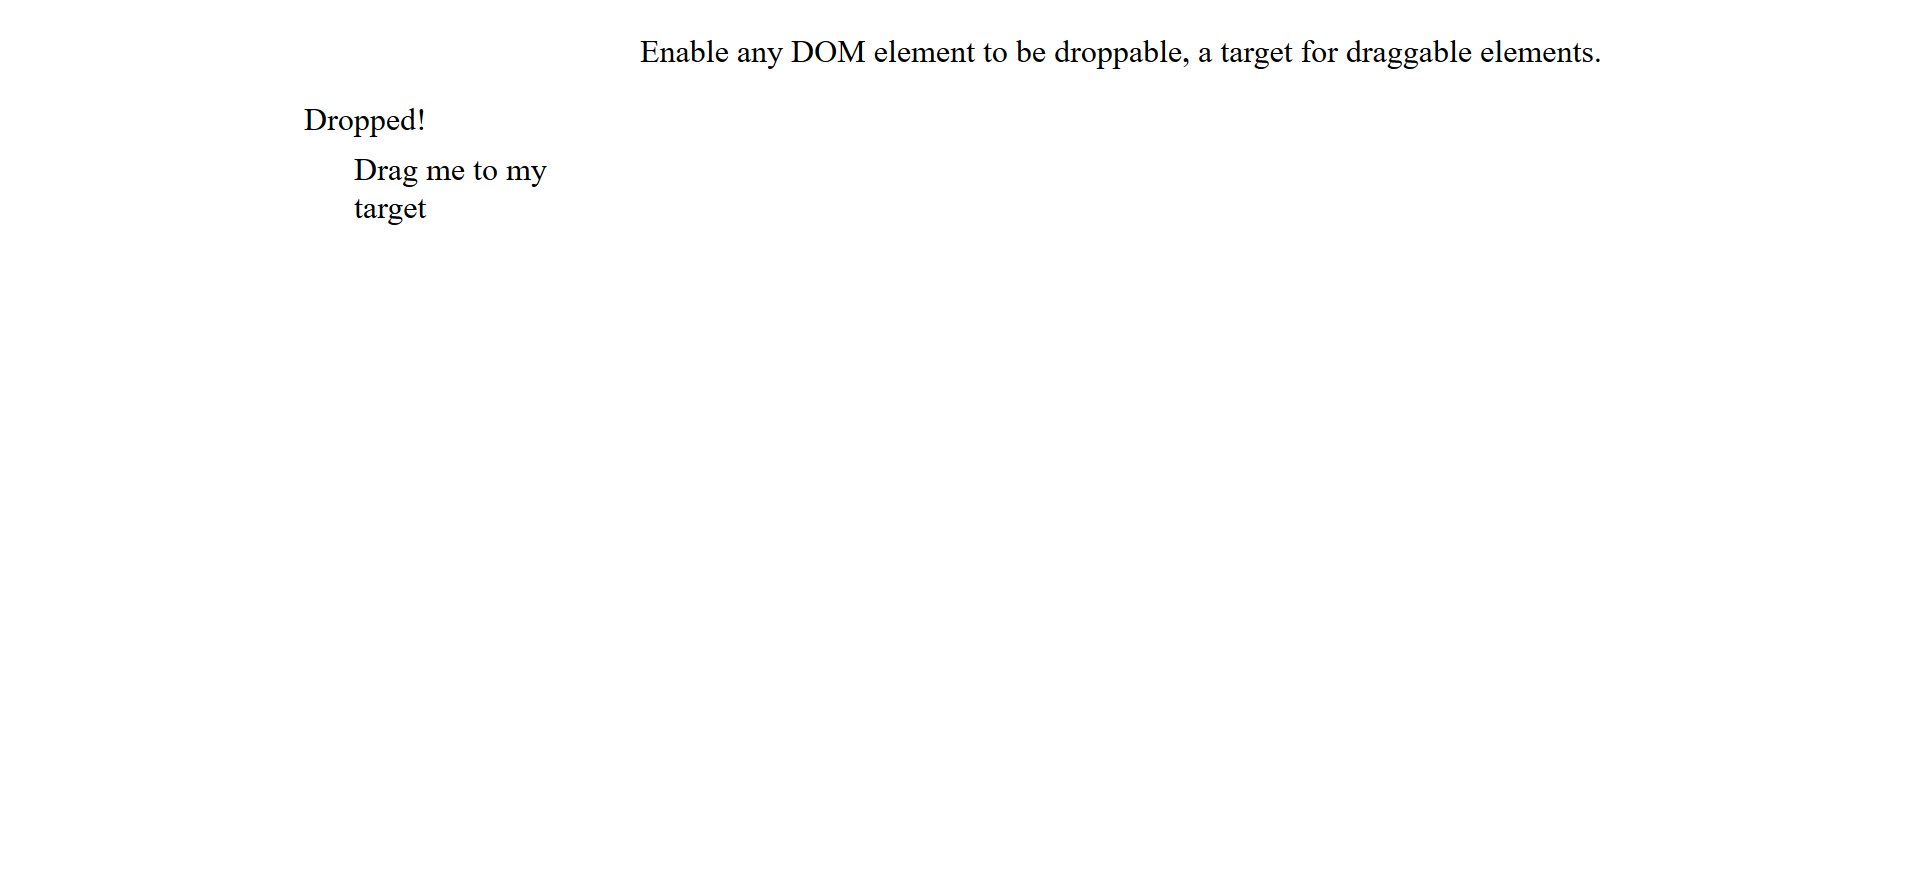 Enable any DOM element to be droppable, a target for draggable elements.
Dropped!
Drag me to my
target